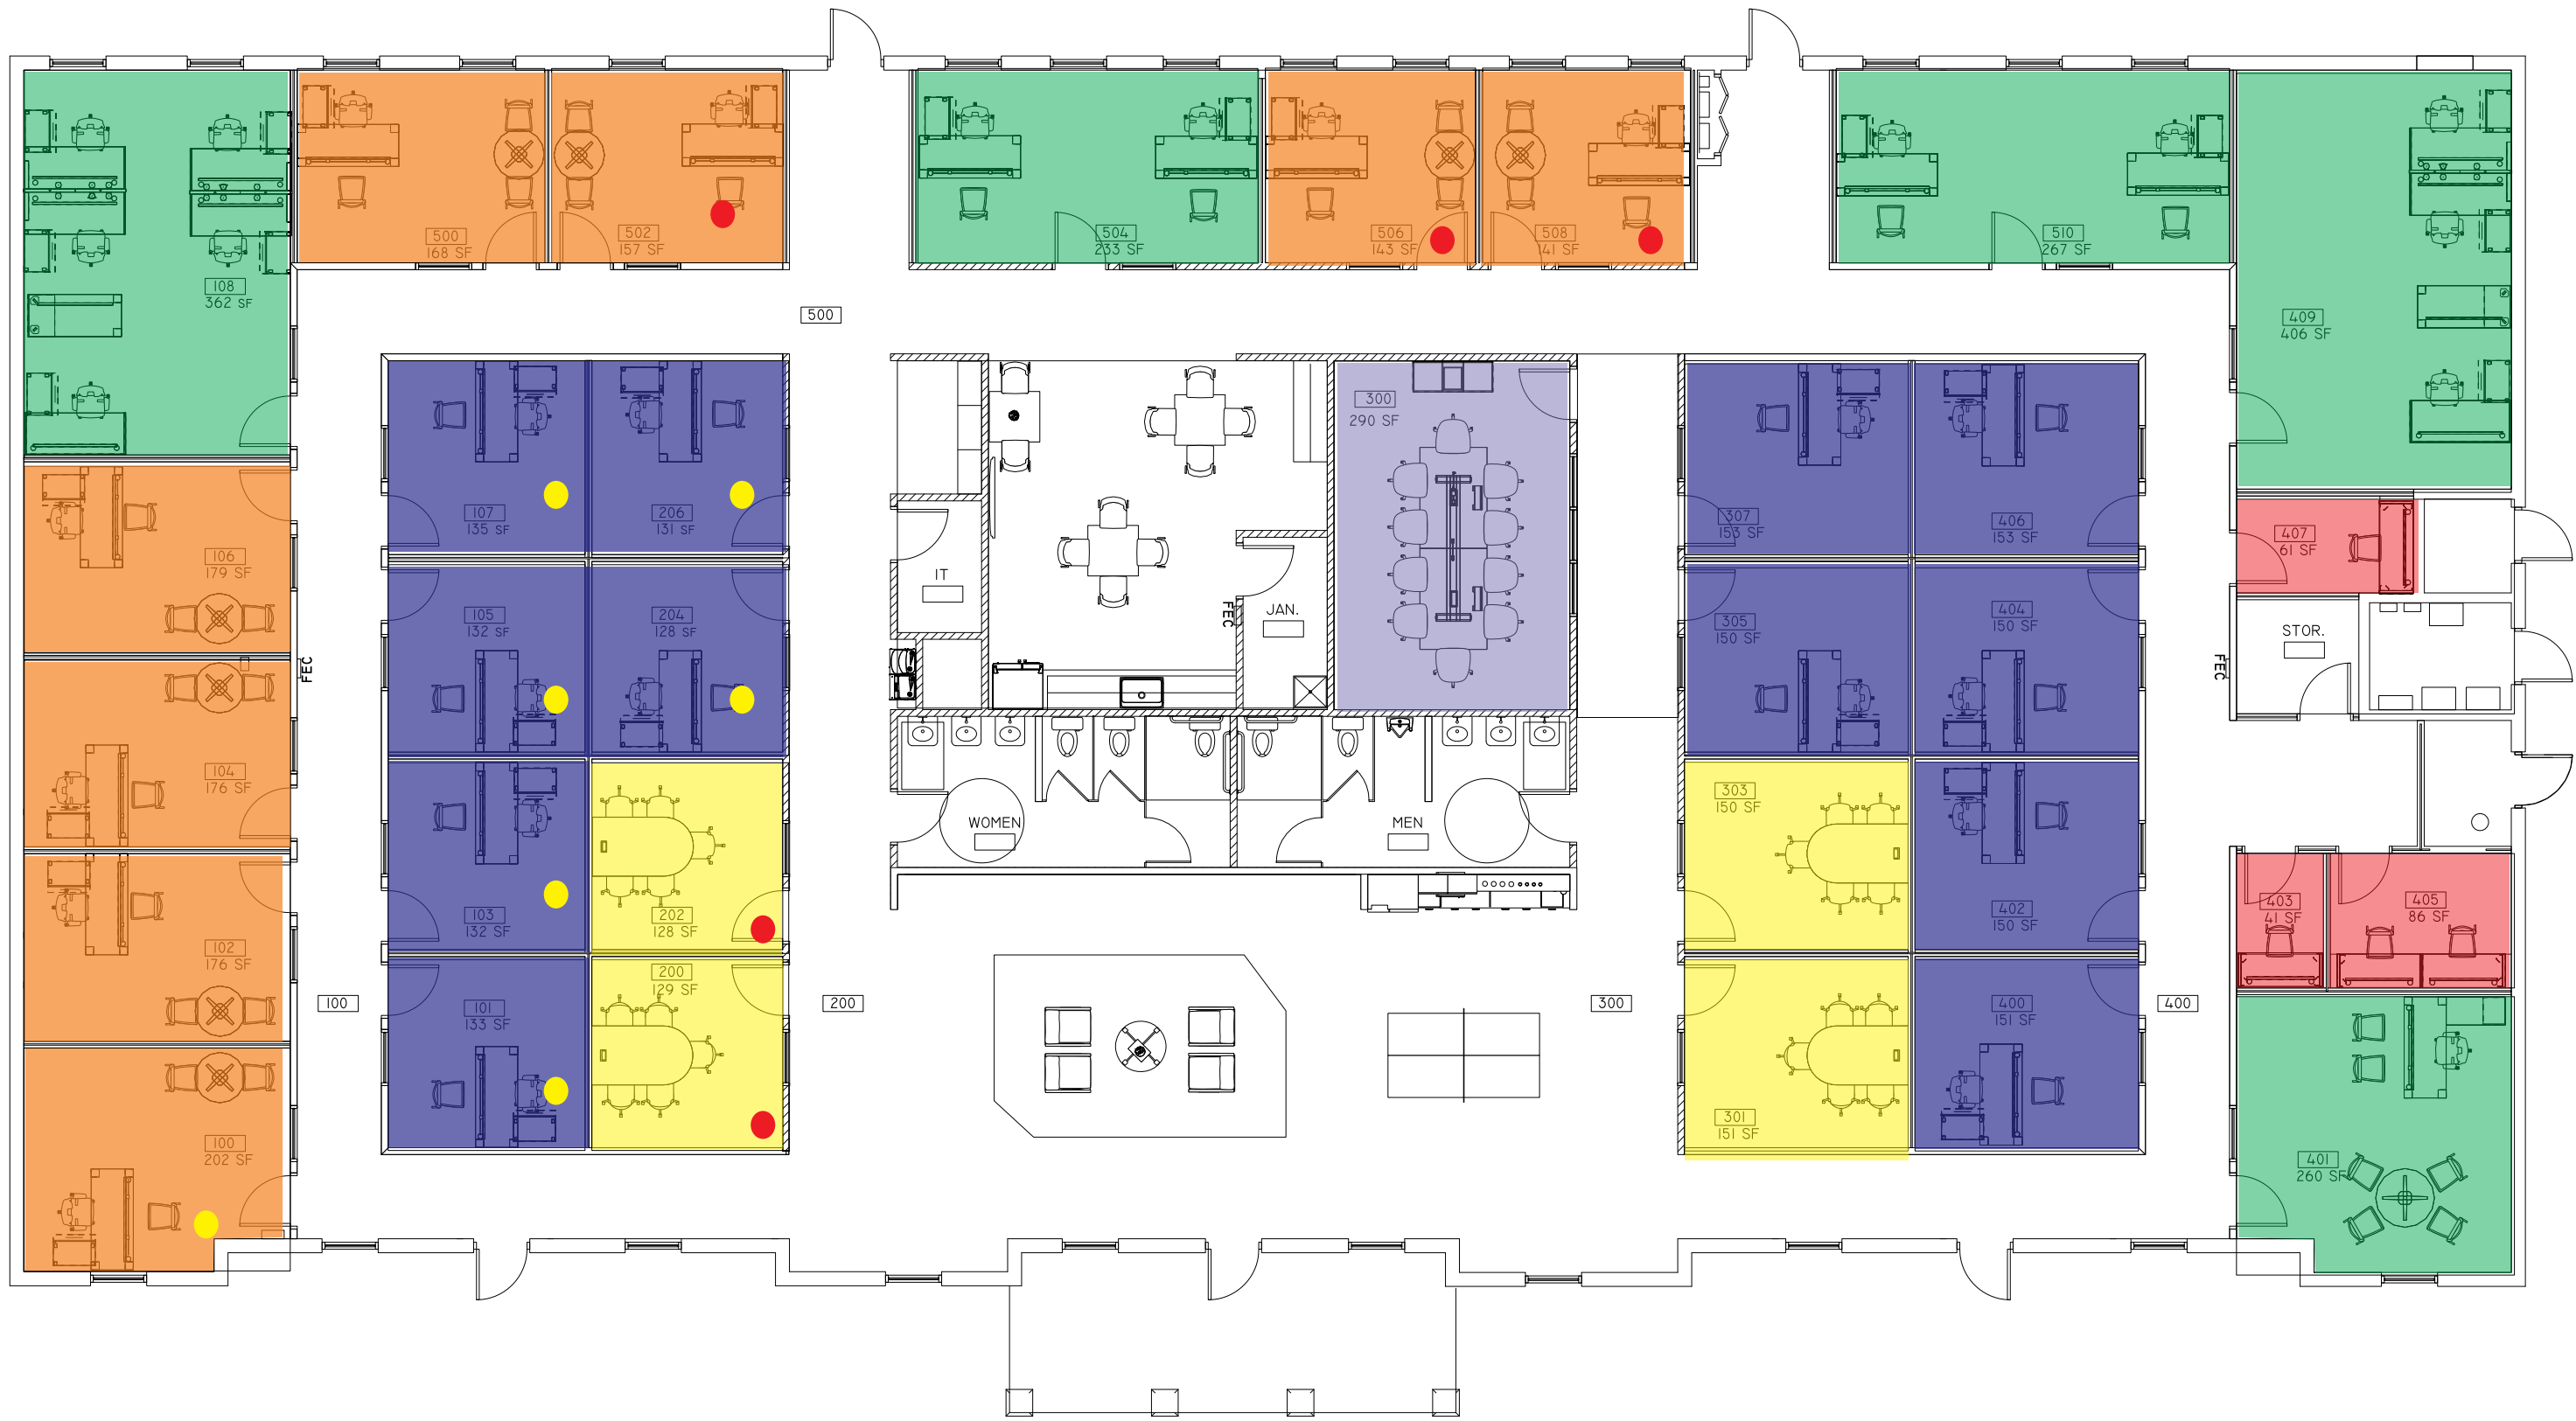 500
168 SF
502
157 SF
504
233 SF
506
143 SF
508
141 SF
510
267 SF
108
362 SF
409
406 SF
500
300
290 SF
107
135 SF
206
131 SF
307
153 SF
406
153 SF
407
61 SF
106
179 SF
IT
105
132 SF
204
128 SF
FEC
JAN.
305
150 SF
404
150 SF
STOR.
FEC
FEC
104
176 SF
303
150 SF
WOMEN
MEN
103
132 SF
202
128 SF
402
150 SF
403
41 SF
405
86 SF
102
176 SF
200
129 SF
101
133 SF
100
200
300
400
151 SF
400
301
151 SF
100
202 SF
401
260 SF